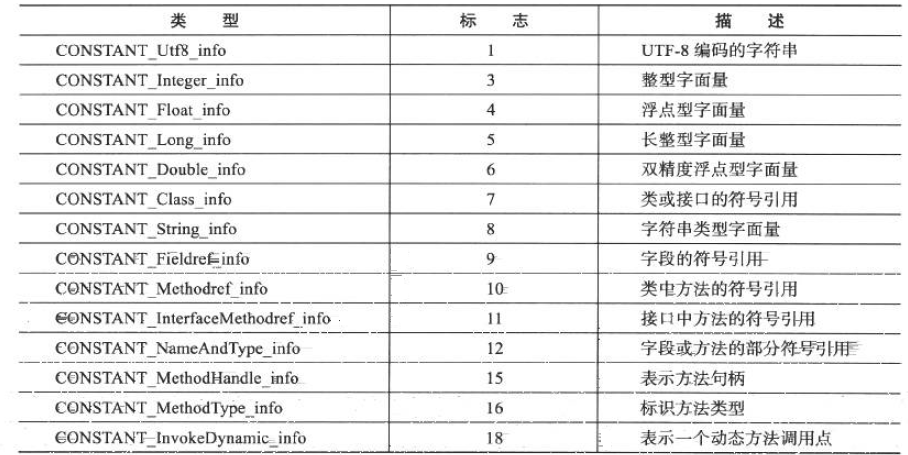 类 型 标 志 描 述
CONSTANT_Utf8_info 1 UTF-8 编码的字符串
CONSTANT_Integer_info 3 整型字面量
CONSTANT_Float_info 4 浮点型字面量
CONSTANT_Long_info 5 长整型字面量
CONSTANT_Double_info 6 双精度浮点型字面量
CONSTANT_Class_info 7 类或接口的符号引用
CONSTANT_String_info 8 字符串类型字面量
CONSTANT_Fieldref_info 9 字段的符号引用
CONSTANT_Methodref_info 10 类中方法的符号引用
CONSTANT_InterfaceMethodref_info 11 接口中方法的符号引用
CONSTANT_NameAndType_info 12 字段或方法的部分符号引用
CONSTANT_MethodHandle_info 15 表示方法句柄
CONSTANT_MethodType_info 16 标识方法类型
CONSTANT_InvokeDynamic_info 18 表示一个动态方法调用点